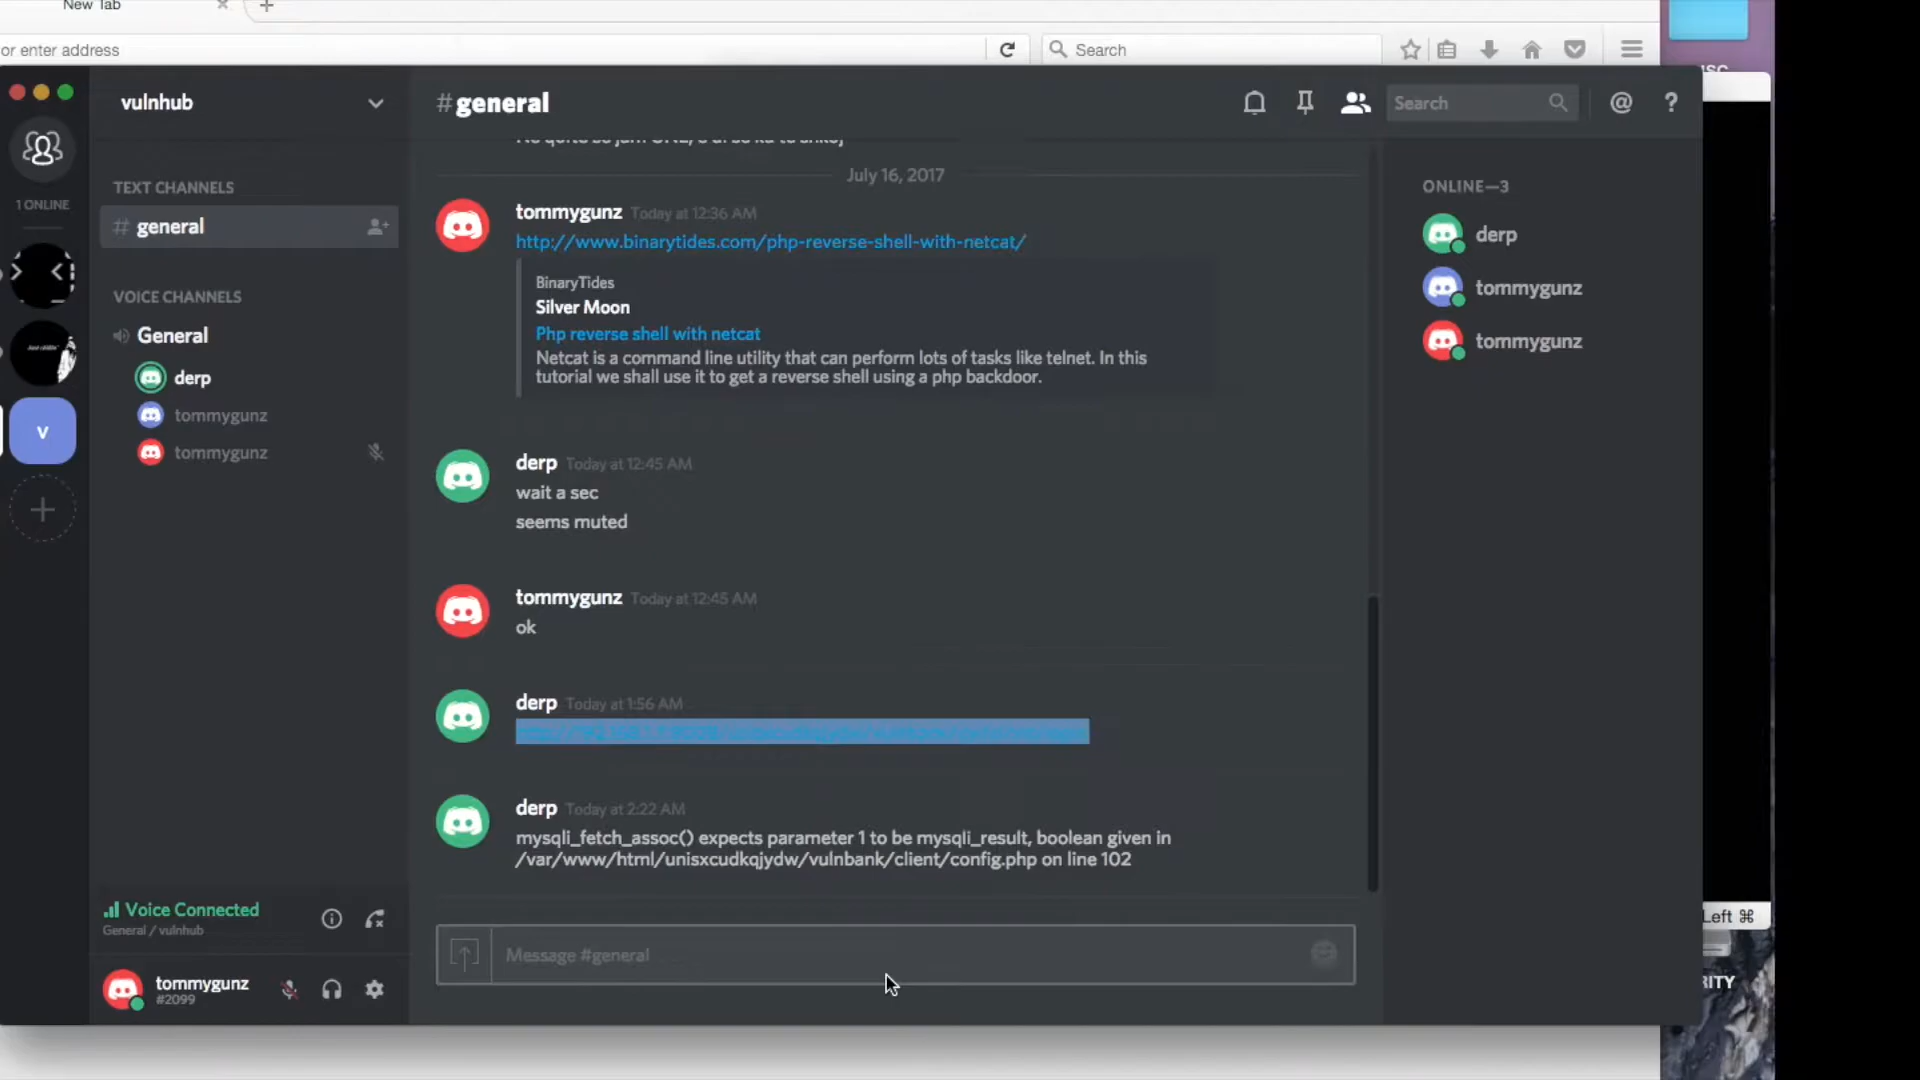 New Tab
or enter address
Search
vulnhub
#general
Search
@
?
1 ONLINE
TEXT CHANNELS
# general
VOICE CHANNELS
General
derp
tommygunz
tommygunz
V
July 16, 2017
tommygunz Today at 12:36 AM
http://www.binarytides.com/php-reverse-shell-with-netcat/
BinaryTides
Silver Moon
Php reverse shell with netcat
Netcat is a command line utility that can perform lots of tasks like telnet. In this
tutorial we shall use it to get a reverse shell using a php backdoor.
derp Today at 12:45 AM
wait a sec
seems muted
tommygunz Today at 12:45 AM
ok
derp Today at 1:56 AM
derp Today at 2:22 AM
mysqli_fetch_assoc() expects parameter 1 to be mysqli_result, boolean given in
/var/www/html/unisxcudkqjydw/vulnbank/client/config.php on line 102
Message #general
ONLINE—3
derp
tommygunz
tommygunz
Voice Connected
General / vulnhub
tommygunz
#2099
Left ⌘